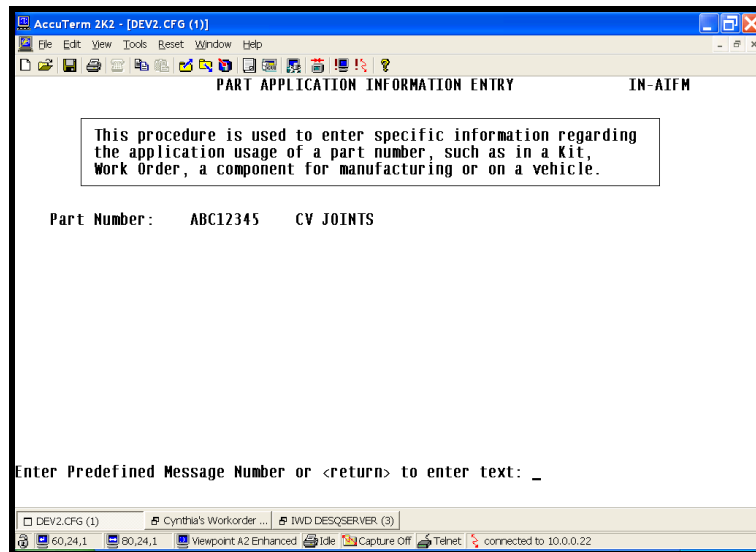 AccuTerm 2K2 - [DEV2.CFG (1)]
File Edit View Tools Reset Window Help
PART APPLICATION INFORMATION ENTRY IN-AIFM
This procedure is used to enter specific information regarding
the application usage of a part number, such as in a Kit,
Work Order, a component for manufacturing or on a vehicle.
Part Number: ABC12345 CV JOINTS
Enter Predefined Message Number or <return> to enter text: _
DEV2.CFG (1) Cynthia's Workorder ... IWD DESQSERVER (3)
60,24,1 80,24,1 Viewpoint A2 Enhanced Idle Capture Off Telnet connected to 10.0.0.22